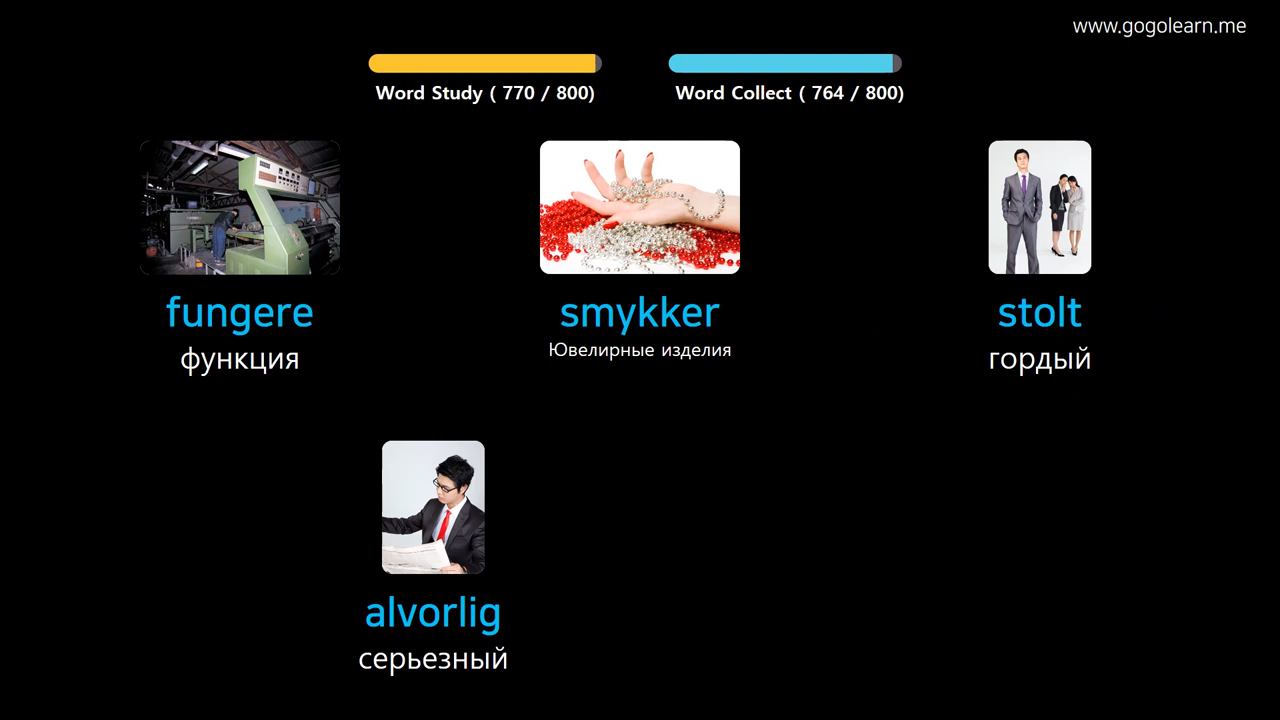 www.gogolearn.me
Word Study ( 770 / 800)
Word Collect ( 764 / 800)
fungere
функция
smykker
Ювелирные изделия
stolt
гордый
alvorlig
серьезный